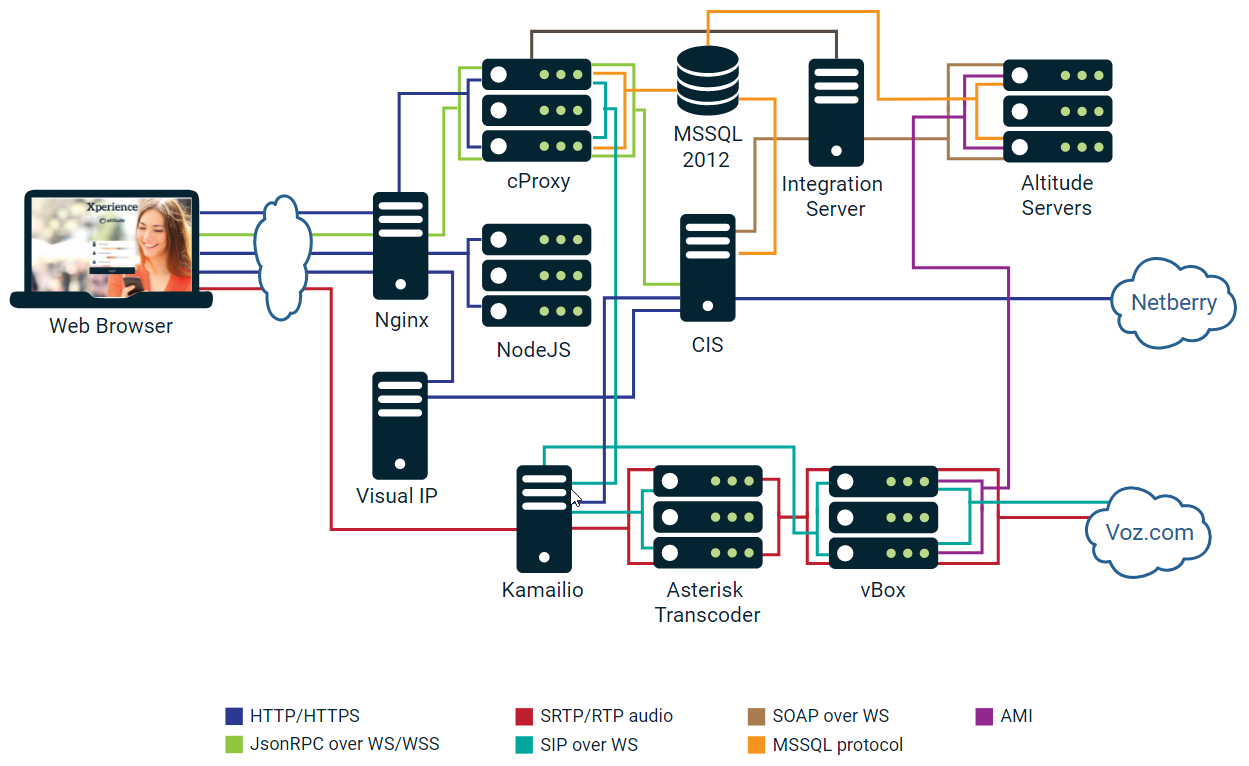 Xperience
altitude
cProxy
MSSQL
2012
Integration
Server
Altitude
Servers
Web Browser
Nginx
NodeJS
CIS
Netberry
Visual IP
Kamailio
Asterisk
Transcoder
vBox
Voz.com
HTTP/HTTPS
SRTP/RTP audio
SOAP over WS
AMI
JsonRPC over WS/WSS
SIP over WS
MSSQL protocol